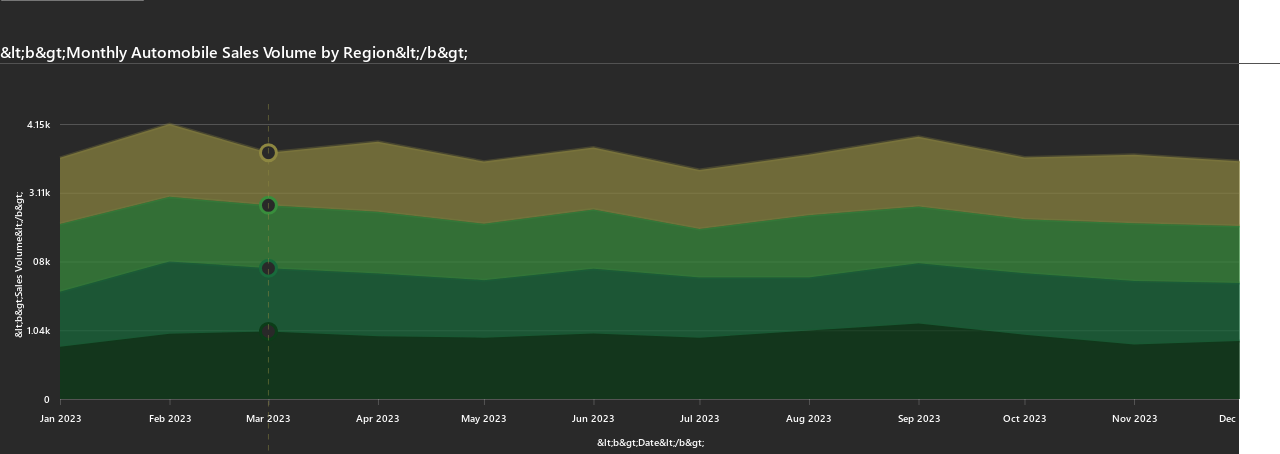 &lt;b&gt;Monthly Automobile Sales Volume by Region&lt;/b&gt;
4.15k
3.11k
08k
1.04k
0
&lt;b&gt;Sales Volume&lt;/b&gt;
Jan 2023 Feb 2023 Mar 2023 Apr 2023 May 2023 Jun 2023 Jul 2023 Aug 2023 Sep 2023 Oct 2023 Nov 2023 Dec
&lt;b&gt;Date&lt;/b&gt;